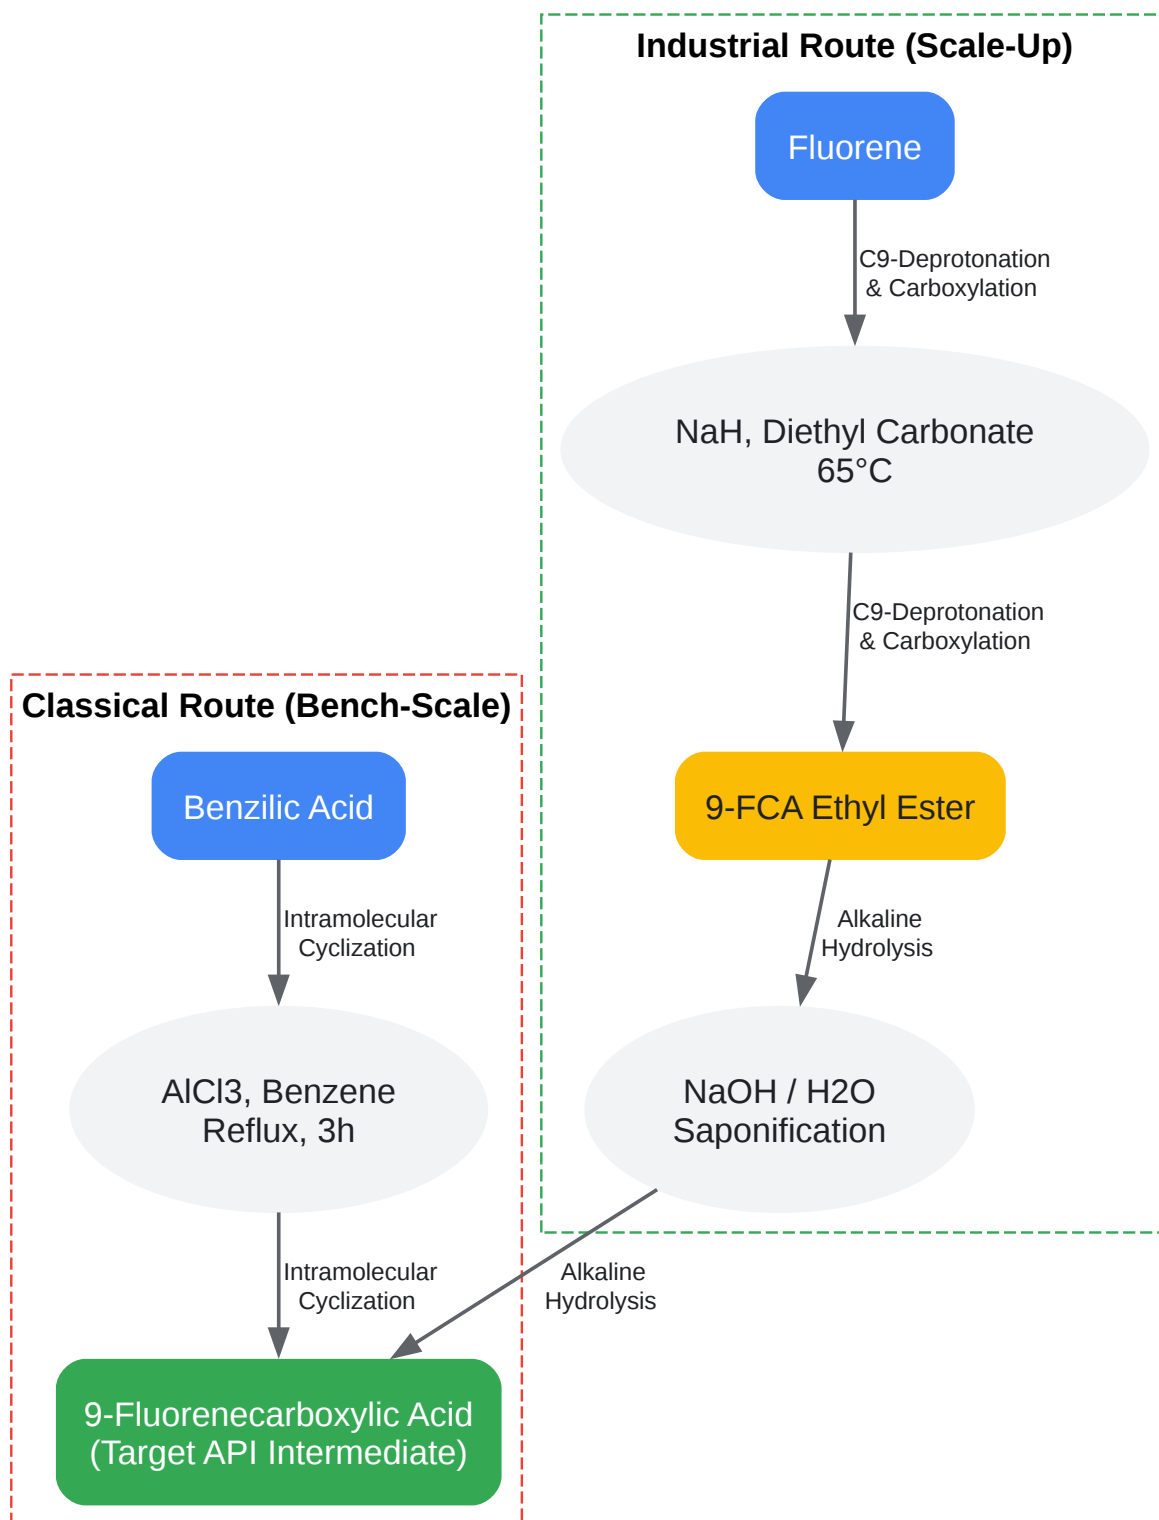 Industrial Route (Scale-Up)
Fluorene
C9-Deprotonation
& Carboxylation
NaH, Diethyl Carbonate
65°C
C9-Deprotonation
& Carboxylation
9-FCA Ethyl Ester
Alkaline
Hydrolysis
NaOH / H2O
Saponification
Alkaline
Hydrolysis
Classical Route (Bench-Scale)
Benzilic Acid
Intramolecular
Cyclization
AlCl3, Benzene
Reflux, 3h
Intramolecular
Cyclization
9-Fluorenecarboxylic Acid
(Target API Intermediate)